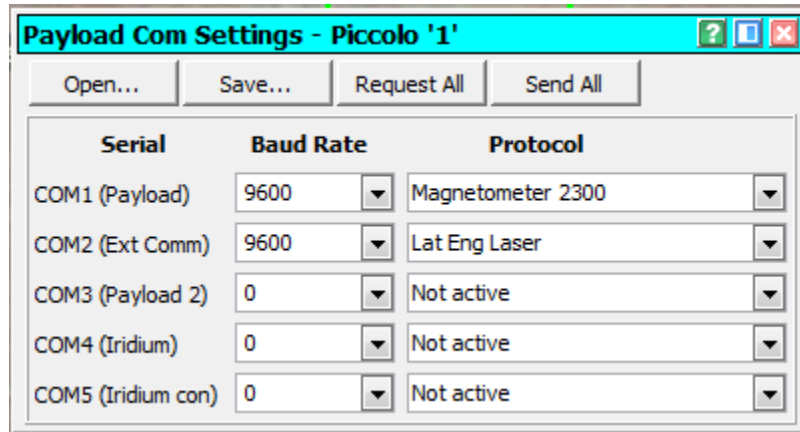 Payload Com Settings - Piccolo '1' ?
Open... Save... Request All Send All
Serial Baud Rate Protocol
COM1 (Payload) 9600 Magnetometer 2300
COM2 (Ext Comm) 9600 Lat Eng Laser
COM3 (Payload 2) 0 Not active
COM4 (Iridium) 0 Not active
COM5 (Iridium con) 0 Not active